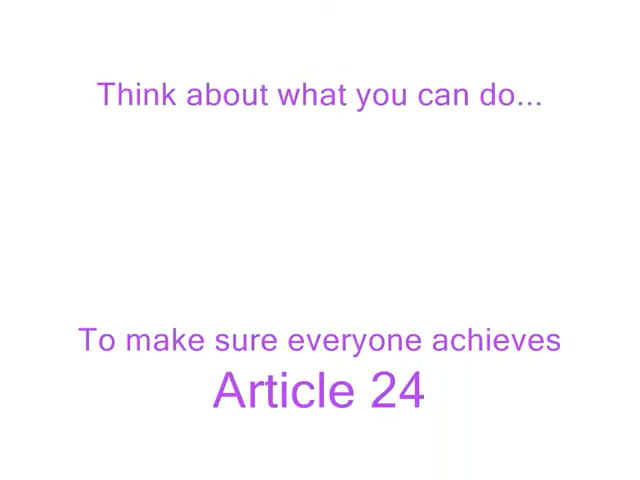 Think about what you can do...
To make sure everyone achieves
Article 24